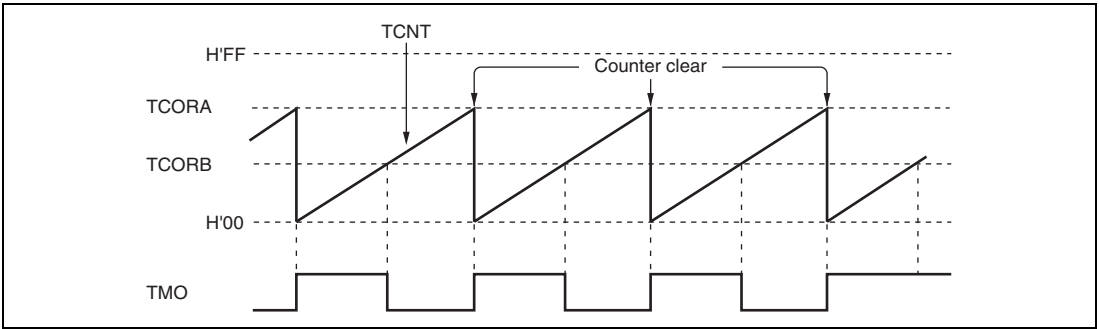 TCNT
H'FF
Counter clear
TCORA
TCORB
H'00
TMO